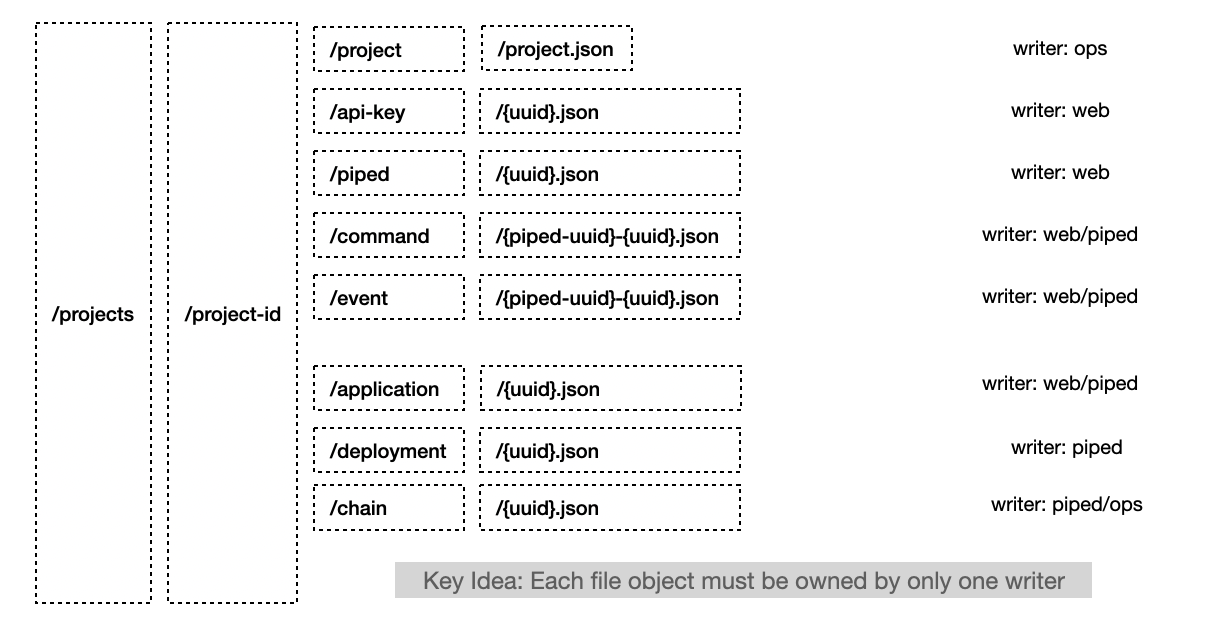 /projects
/project-id
/project /project.json writer: ops
/api-key /{uuid}.json writer: web
/piped /{uuid}.json writer: web
/command /{piped-uuid}-{uuid}.json writer: web/piped
/event /{piped-uuid}-{uuid}.json writer: web/piped
/application /{uuid}.json writer: web/piped
/deployment /{uuid}.json writer: piped
/chain /{uuid}.json writer: piped/ops
Key Idea: Each file object must be owned by only one writer